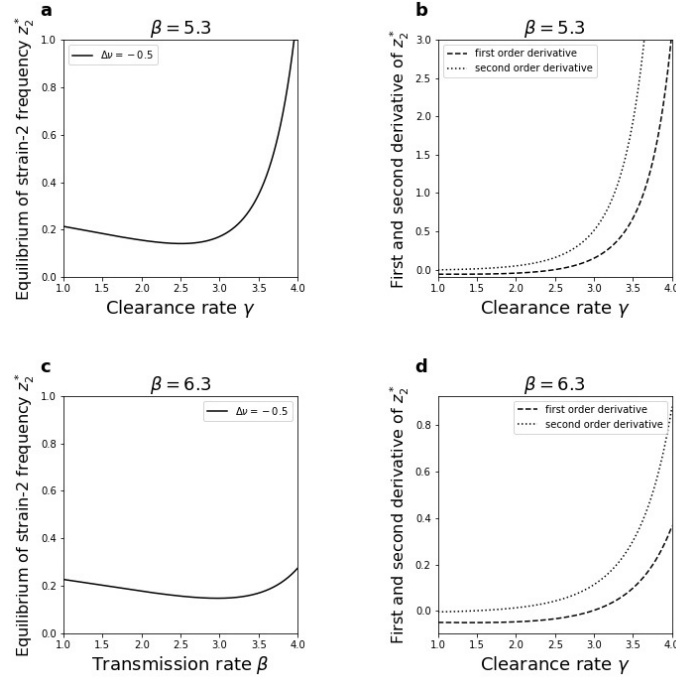 a
β = 5.3
Δν = −0.5
Equilibrium of strain-2 frequency z₂*
1.0
0.8
0.6
0.4
0.2
0.0
1.0 1.5 2.0 2.5 3.0 3.5 4.0
Clearance rate γ
b
β = 5.3
first order derivative
second order derivative
First and second derivative of z₂*
3.0
2.5
2.0
1.5
1.0
0.5
0.0
1.0 1.5 2.0 2.5 3.0 3.5 4.0
Clearance rate γ
c
β = 6.3
Δν = −0.5
Equilibrium of strain-2 frequency z₂*
1.0
0.8
0.6
0.4
0.2
0.0
1.0 1.5 2.0 2.5 3.0 3.5 4.0
Transmission rate β
d
β = 6.3
first order derivative
second order derivative
First and second derivative of z₂*
0.8
0.6
0.4
0.2
0.0
1.0 1.5 2.0 2.5 3.0 3.5 4.0
Clearance rate γ